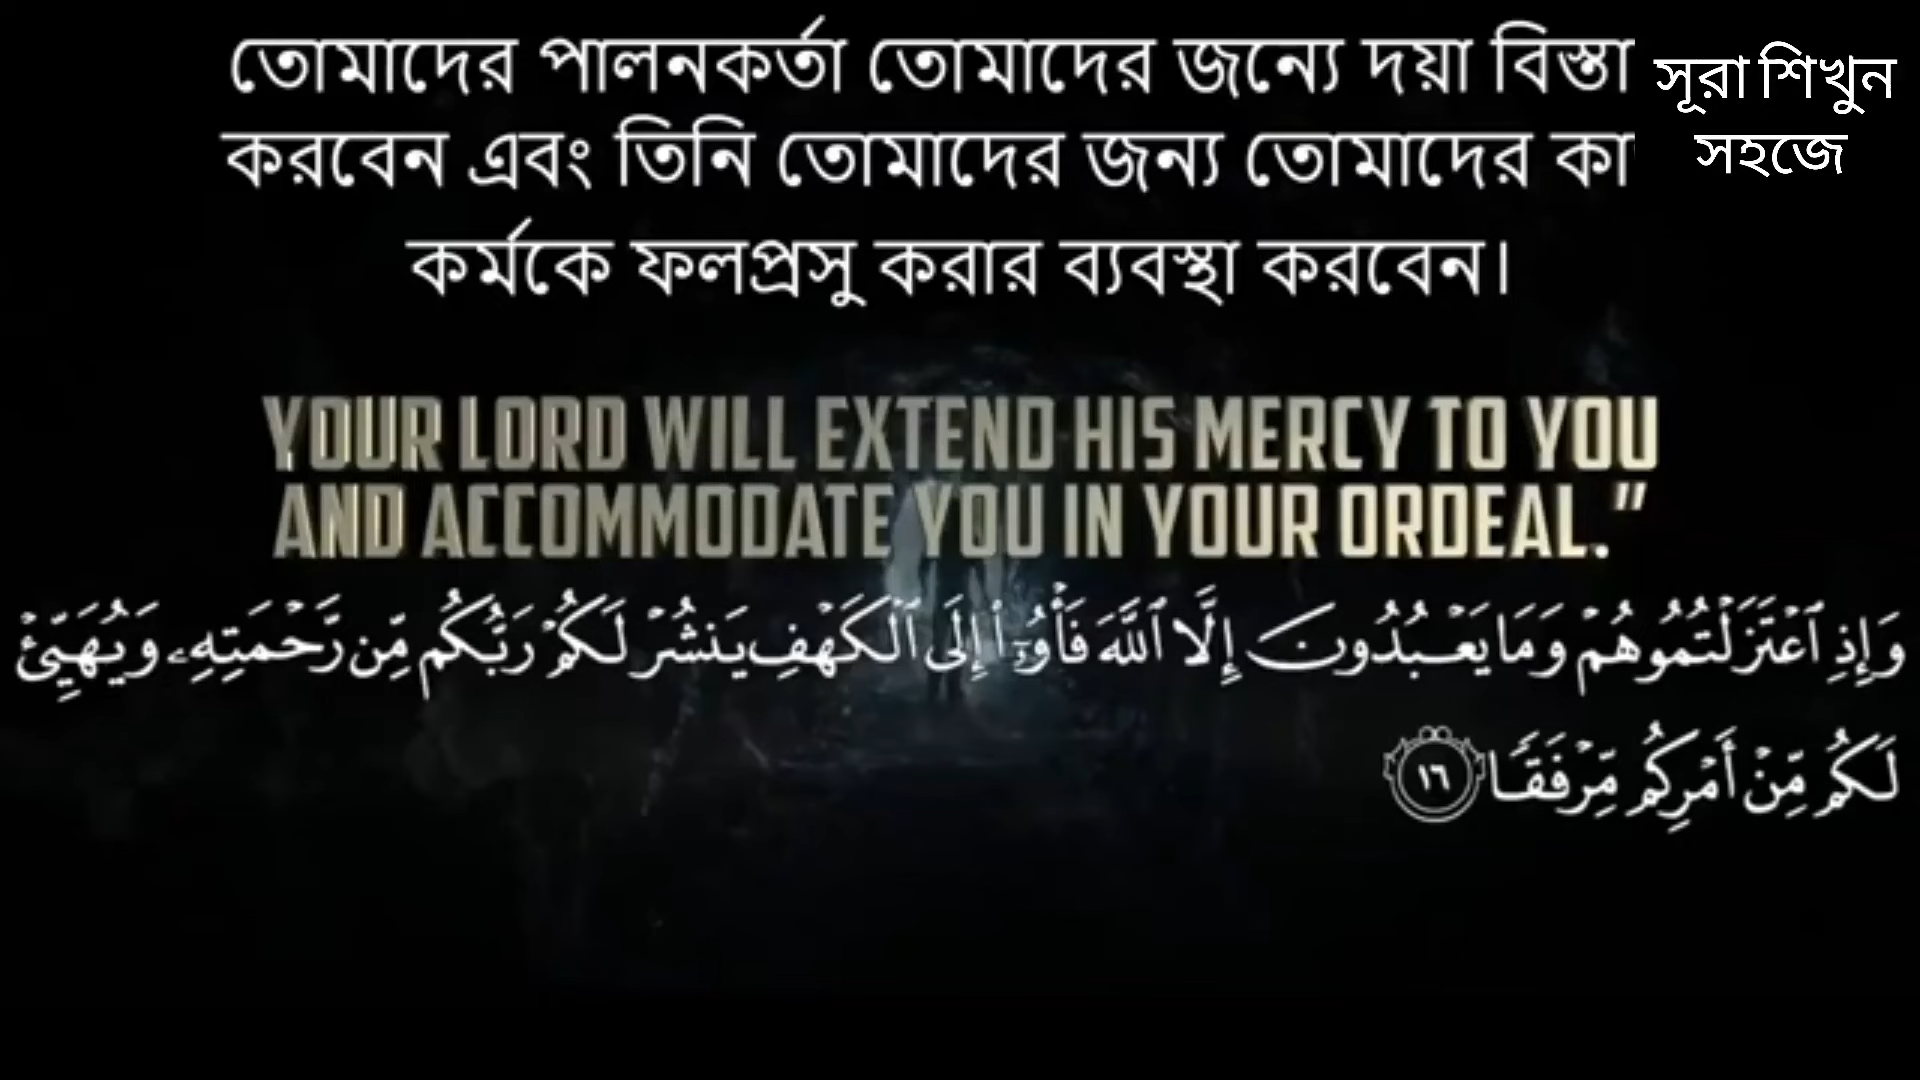 তোমাদের পালনকর্তা তোমাদের জন্যে দয়া বিস্তা
করবেন এবং তিনি তোমাদের জন্য তোমাদের কা
কর্মকে ফলপ্রসু করার ব্যবস্থা করবেন।
সূরা শিখুন
সহজে
YOUR LORD WILL EXTEND HIS MERCY TO YOU
AND ACCOMMODATE YOU IN YOUR ORDEAL."
وَإِذِ ٱعۡتَزَلۡتُمُوهُمۡ وَمَا يَعۡبُدُونَ إِلَّا ٱللَّهَ فَأۡوُۥٓاْ إِلَى ٱلۡكَهۡفِ يَنشُرۡ لَكُمۡ رَبُّكُم مِّن رَّحۡمَتِهِۦ وَيُهَيِّئۡ
لَكُم مِّنۡ أَمۡرِكُم مِّرۡفَقٗا ١٦